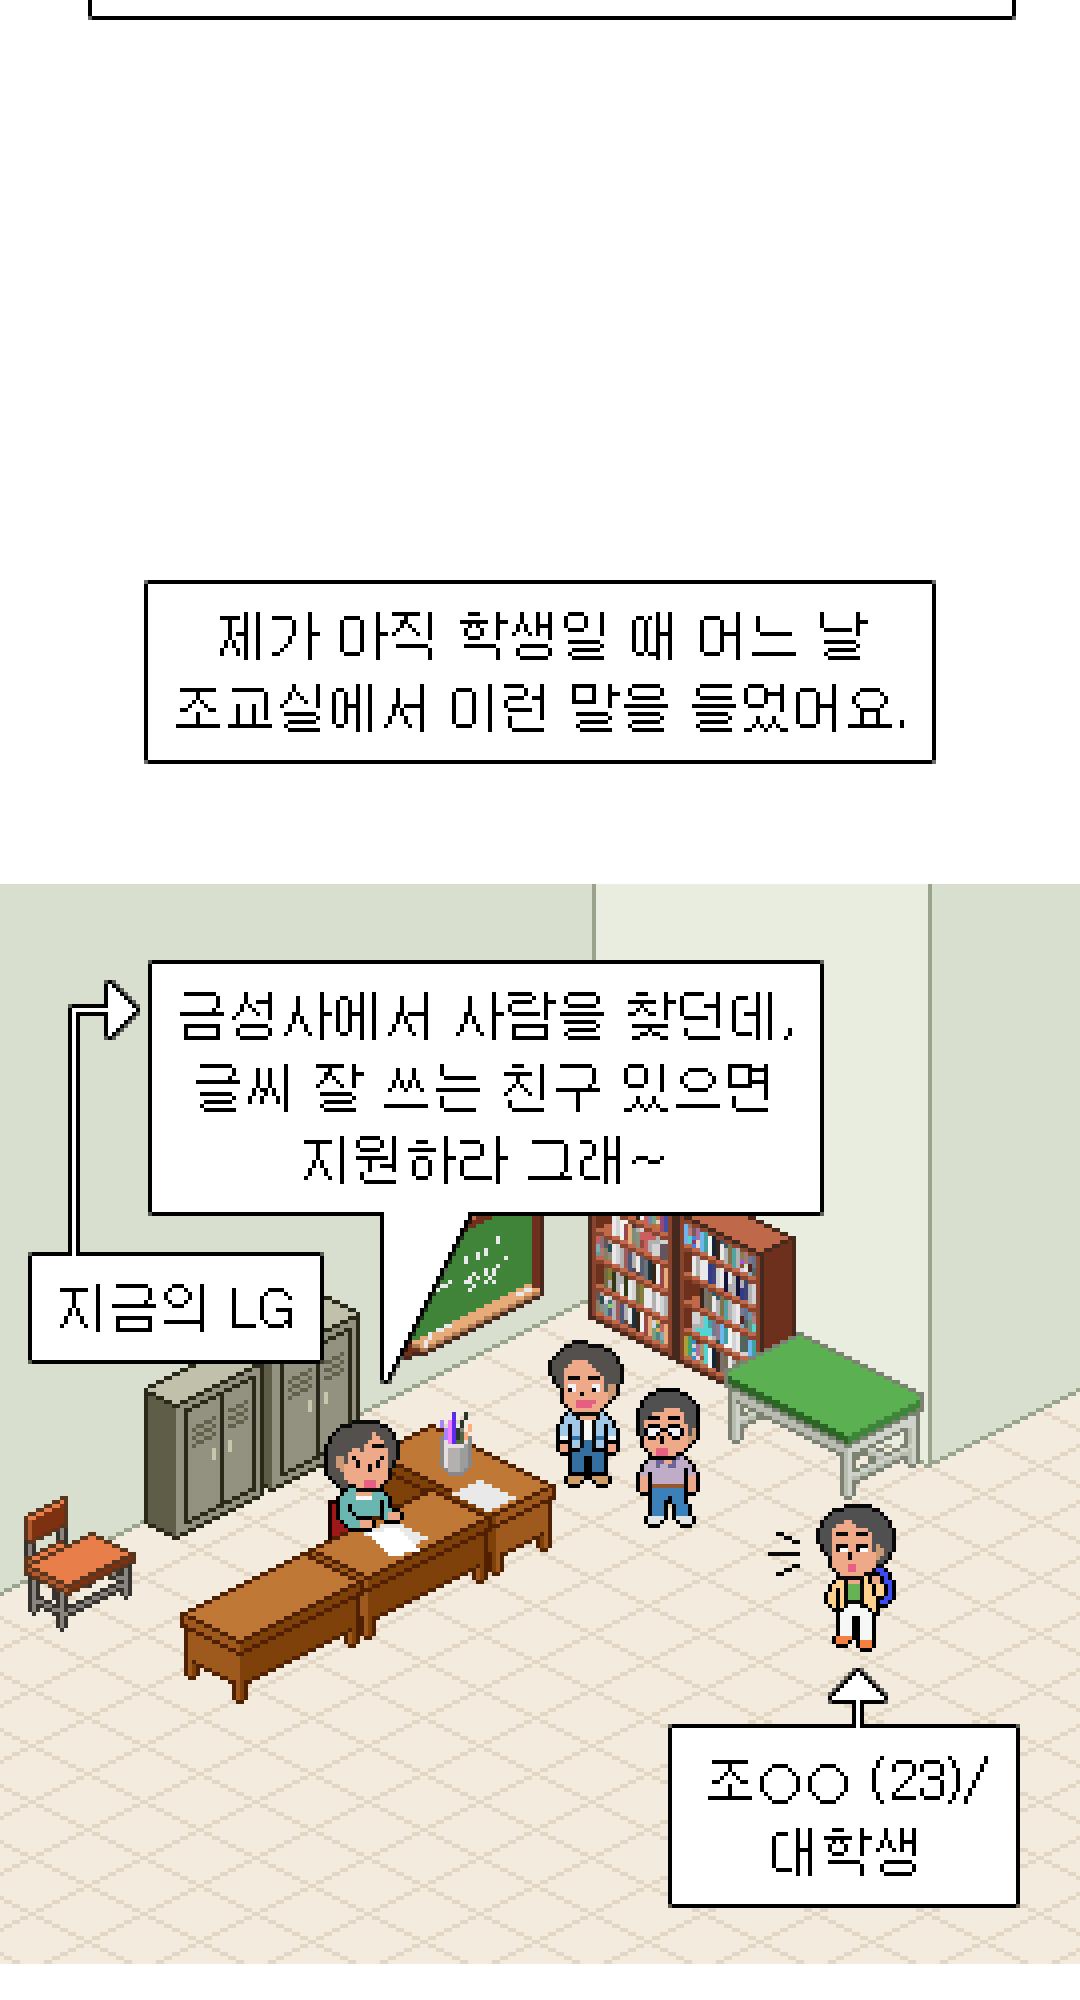 제가 아직 학생일 때 어느 날
조교실에서 이런 말을 들었어요.
금성사에서 사람을 찾던데,
글씨 잘 쓰는 친구 있으면
지원하라 그래~
지금의 LG
조○○ (23)/
대학생